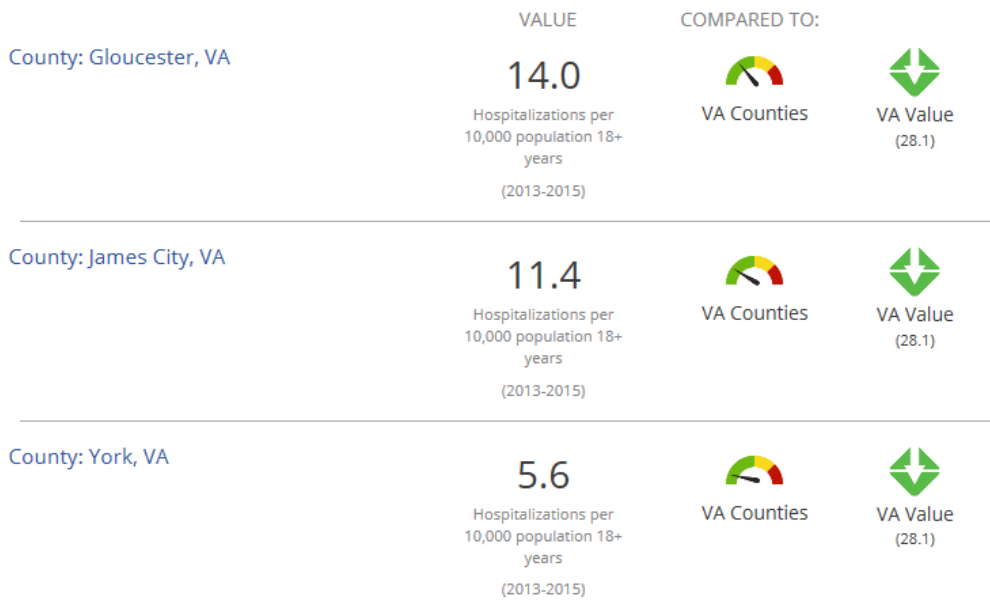 VALUE COMPARED TO:
County: Gloucester, VA
14.0
Hospitalizations per
10,000 population 18+
years
(2013-2015)
VA Counties
VA Value
(28.1)
County: James City, VA
11.4
Hospitalizations per
10,000 population 18+
years
(2013-2015)
VA Counties
VA Value
(28.1)
County: York, VA
5.6
Hospitalizations per
10,000 population 18+
years
(2013-2015)
VA Counties
VA Value
(28.1)